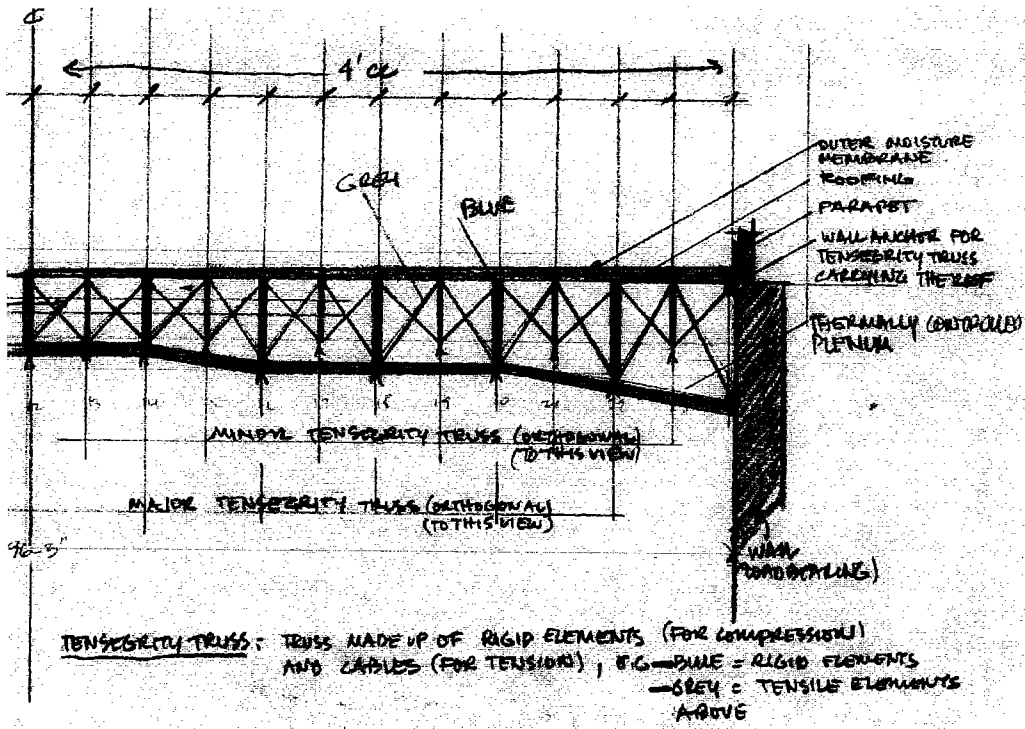 ℄
4' cc
GREY
BLUE
OUTER MOISTURE
MEMBRANE
ROOFING
PARAPET
WALL ANCHOR FOR
TENSEGRITY TRUSS
CARRYING THE ROOF
THERMALLY CONTROLLED
PLENUM
MINOR TENSEGRITY TRUSS (ORTHOGONAL)
(TO THIS VIEW)
MAJOR TENSEGRITY TRUSS (ORTHOGONAL)
(TO THIS VIEW)
WALL
LOADBEARING)
TENSEGRITY TRUSS: TRUSS MADE UP OF RIGID ELEMENTS (FOR COMPRESSION)
AND CABLES (FOR TENSION), E.G. BLUE = RIGID ELEMENTS
GREY = TENSILE ELEMENTS
ABOVE